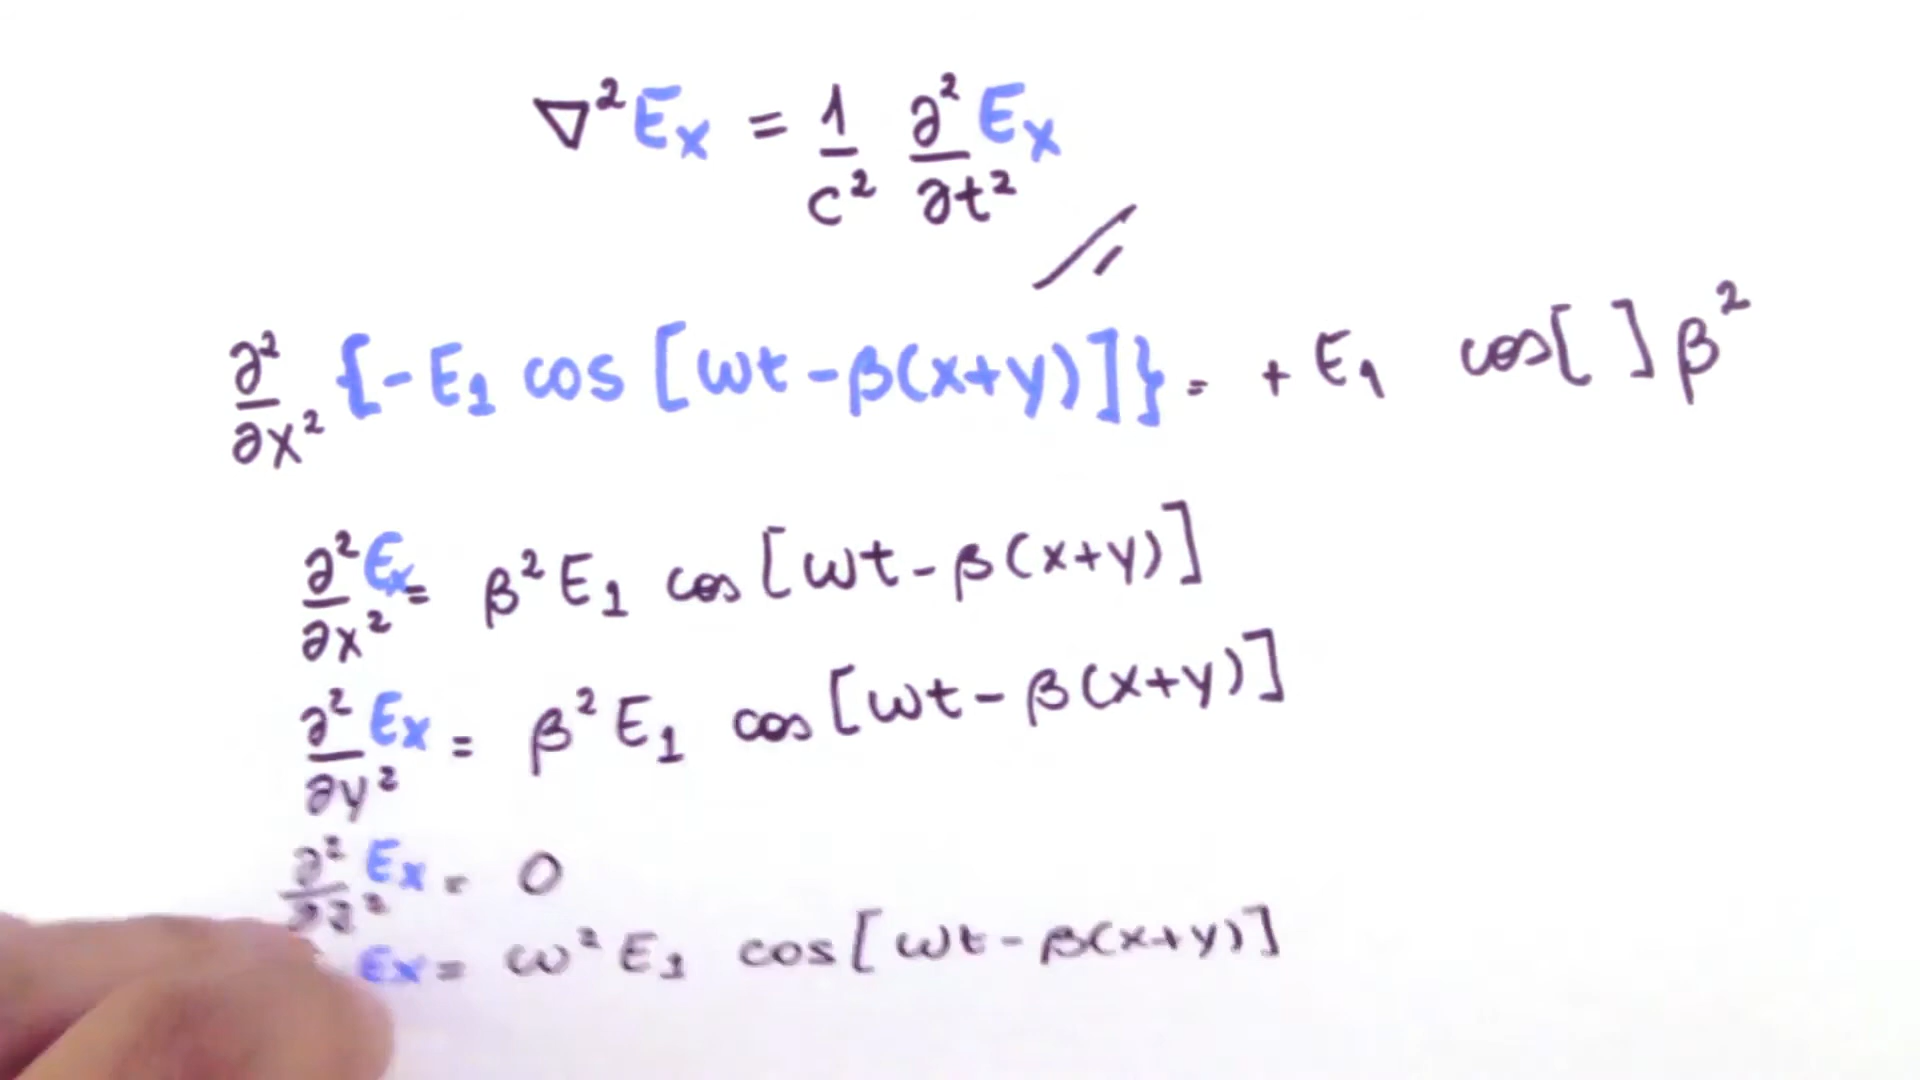 ∇²Ex = 1/c² ∂²Ex/∂t²
∂²/∂x² {-E₁ cos [ωt - β(x+y)]} = + E₁ cos[ ] β²
∂²Ex/∂x² = β² E₁ cos [ωt - β(x+y)]
∂²Ex/∂y² = β² E₁ cos [ωt - β(x+y)]
∂²Ex/∂z² = 0
Ex = ω² E₁ cos [ωt - β(x+y)]